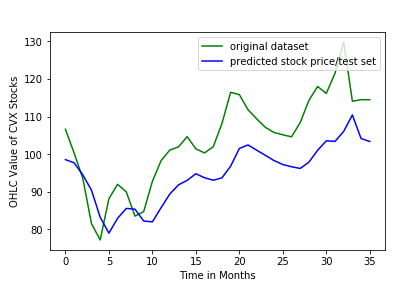 original dataset
predicted stock price/test set
OHLC Value of CVX Stocks
130
120
110
100
90
80
0 5 10 15 20 25 30 35
Time in Months